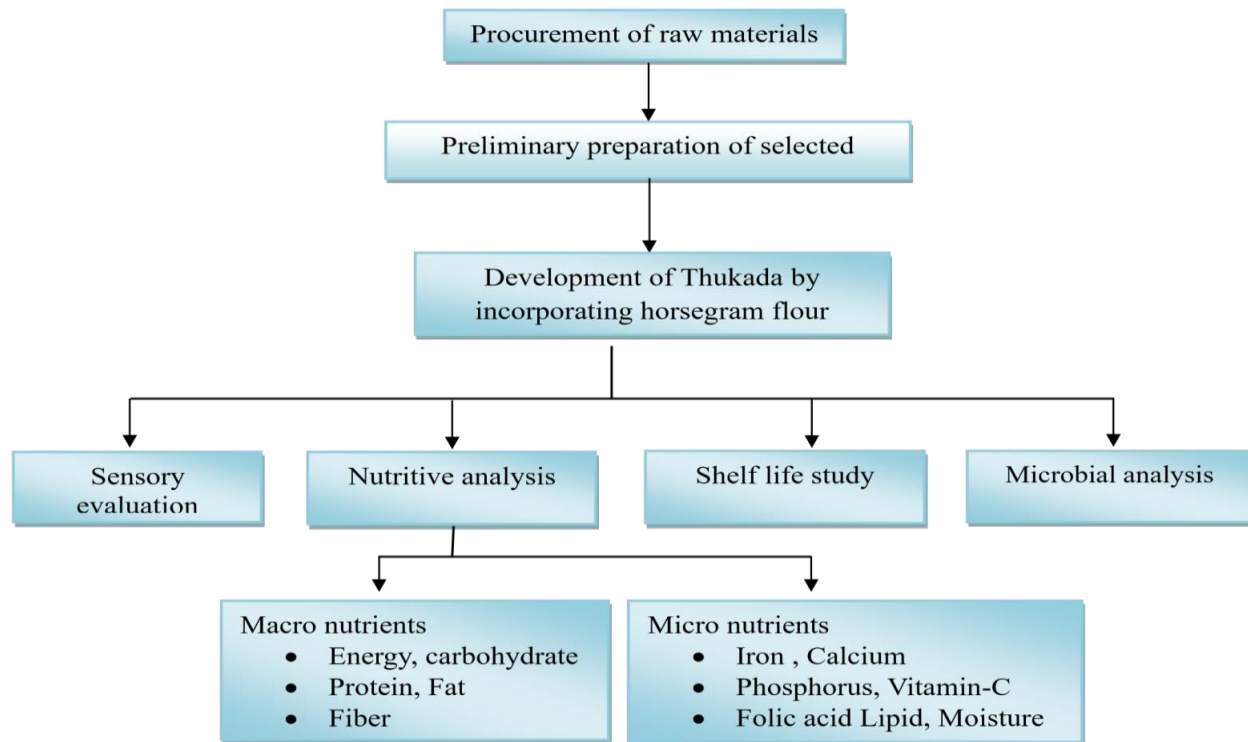 Procurement of raw materials
Preliminary preparation of selected
Development of Thukada by
incorporating horsegram flour
Sensory
evaluation
Nutritive analysis
Shelf life study
Microbial analysis
Macro nutrients
• Energy, carbohydrate
• Protein, Fat
• Fiber
Micro nutrients
• Iron , Calcium
• Phosphorus, Vitamin-C
• Folic acid Lipid, Moisture